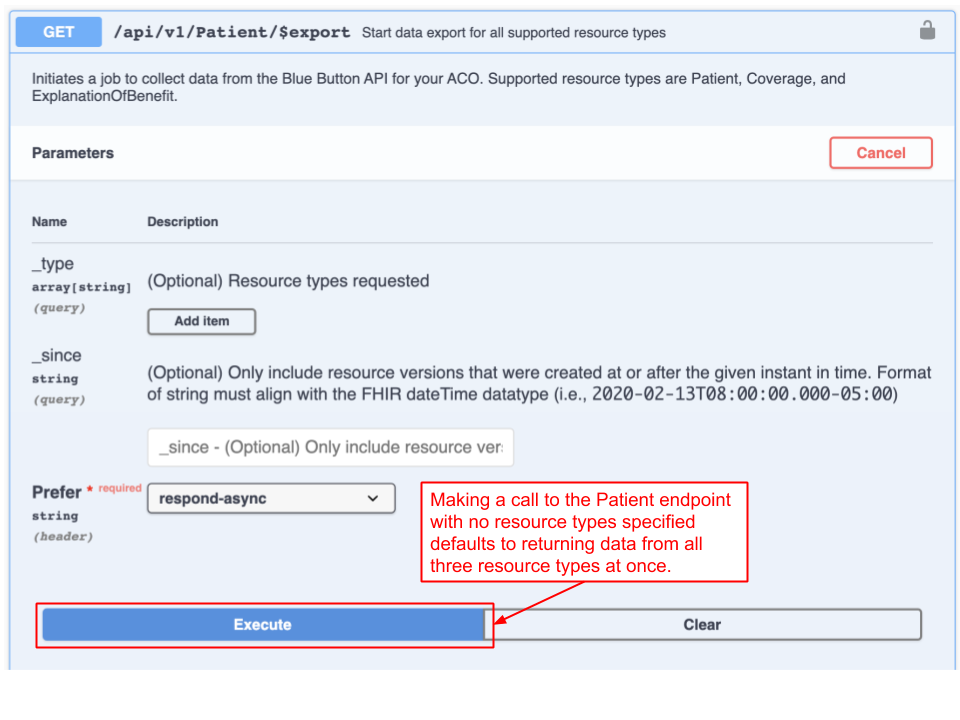 GET /api/v1/Patient/$export Start data export for all supported resource types
Initiates a job to collect data from the Blue Button API for your ACO. Supported resource types are Patient, Coverage, and
ExplanationOfBenefit.
Parameters
Cancel
Name Description
_type
array[string]
(query)
(Optional) Resource types requested
Add item
_since
string
(query)
(Optional) Only include resource versions that were created at or after the given instant in time. Format
of string must align with the FHIR dateTime datatype (i.e., 2020-02-13T08:00:00.000-05:00)
_since - (Optional) Only include resource ver
Prefer * required
string
(header)
respond-async
Making a call to the Patient endpoint
with no resource types specified
defaults to returning data from all
three resource types at once.
Execute
Clear